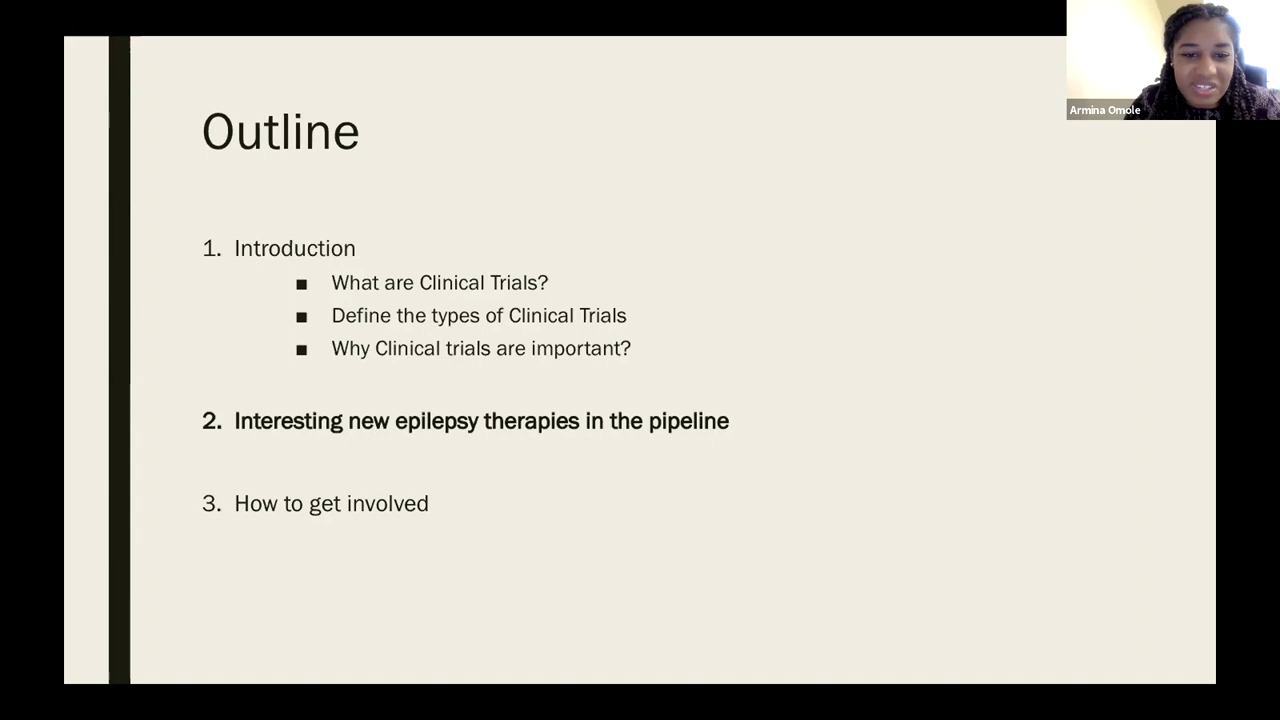 Armina Omole
Outline
1. Introduction
■ What are Clinical Trials?
■ Define the types of Clinical Trials
■ Why Clinical trials are important?
2. Interesting new epilepsy therapies in the pipeline
3. How to get involved